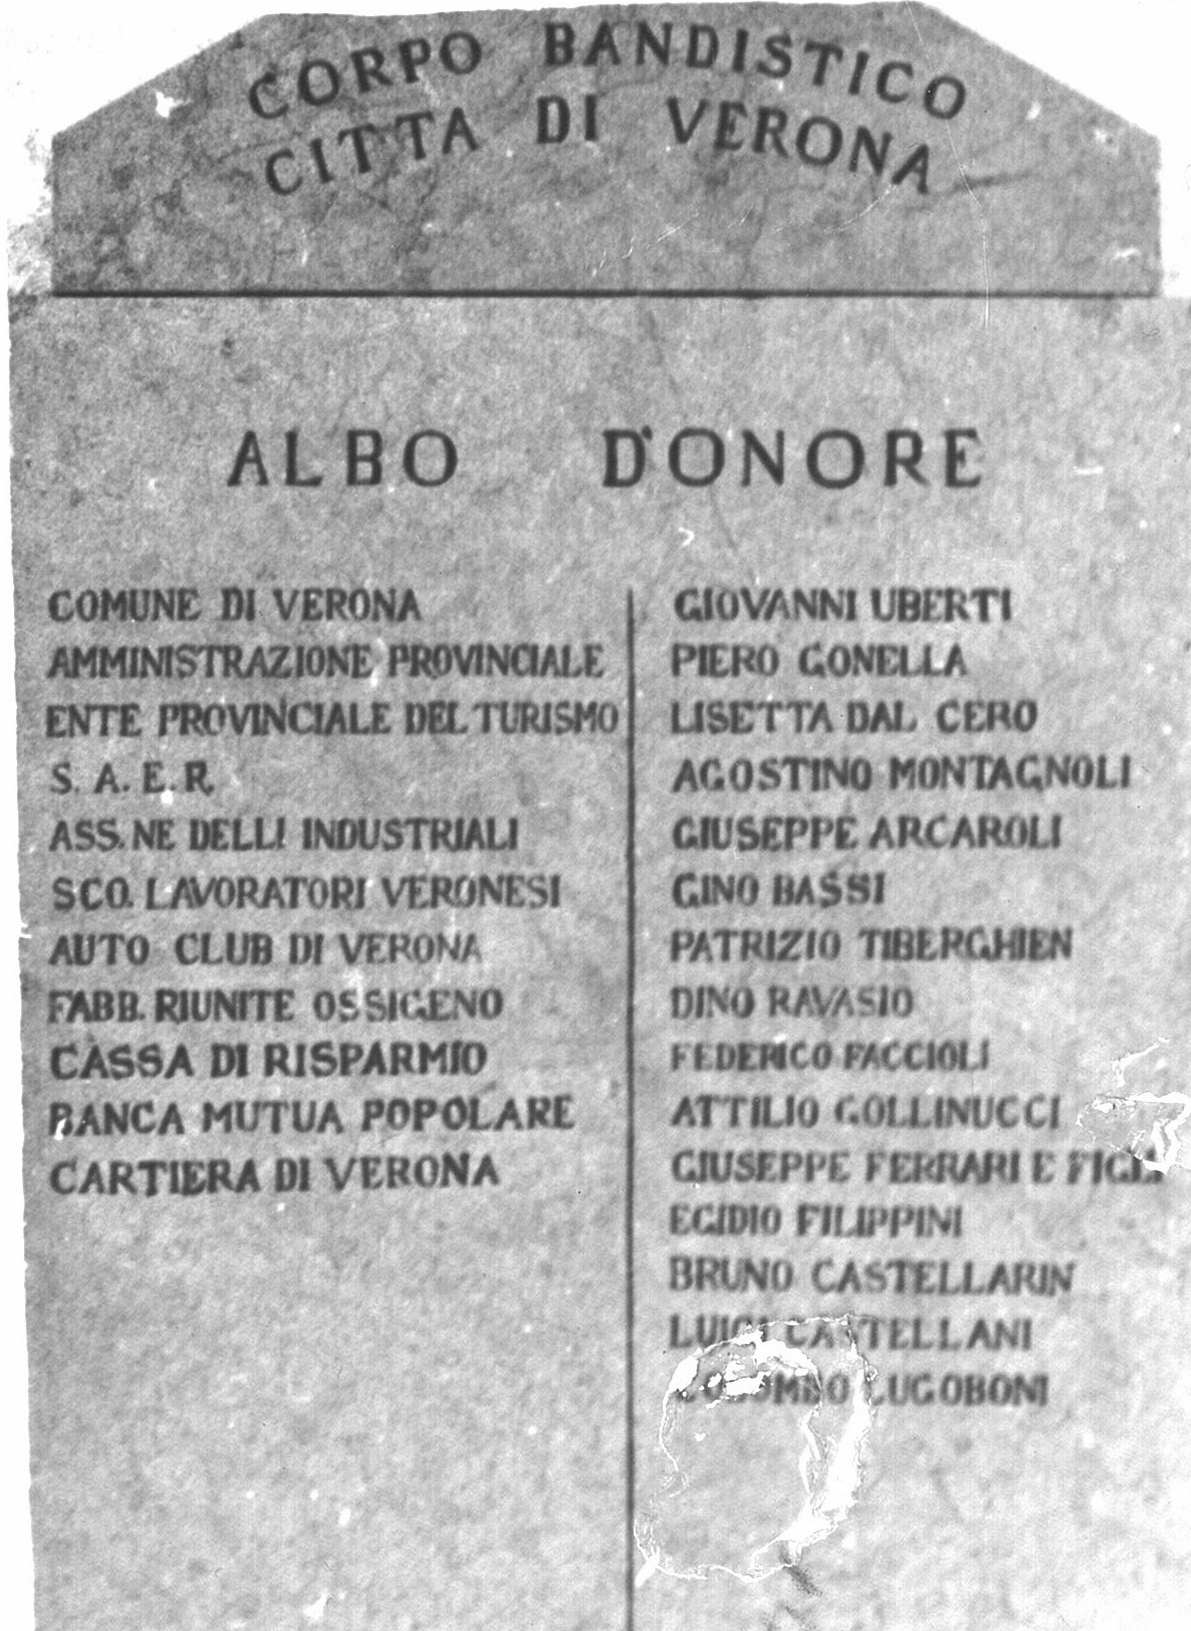 CORPO BANDISTICO
CITTA DI VERONA
ALBO D'ONORE
COMUNE DI VERONA
AMMINISTRAZIONE PROVINCIALE
ENTE PROVINCIALE DEL TURISMO
S. A. E. R.
ASS.NE DELLI INDUSTRIALI
SCO. LAVORATORI VERONESI
AUTO CLUB DI VERONA
FABB. RIUNITE OSSIGENO
CASSA DI RISPARMIO
BANCA MUTUA POPOLARE
CARTIERA DI VERONA
GIOVANNI UBERTI
PIERO GONELLA
LISETTA DAL CERO
AGOSTINO MONTAGNOLI
GIUSEPPE ARCAROLI
GINO BASSI
PATRIZIO TIBERGHIEN
DINO RAVASIO
FEDERICO FACCIOLI
ATTILIO GOLLINUCCI
GIUSEPPE FERRARI E FIGLI
EGIDIO FILIPPINI
BRUNO CASTELLARIN
LUIGI CASTELLANI
COLOMBO LUGOBONI